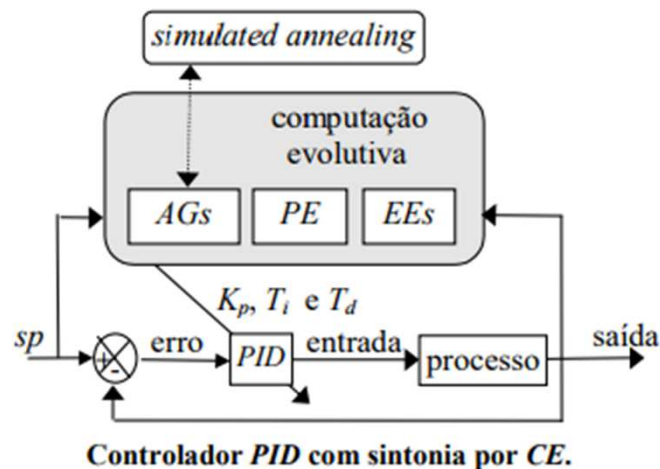 simulated annealing
computação
evolutiva
AGs PE EEs
Kp, Ti e Td
sp + - erro PID entrada processo saída
Controlador PID com sintonia por CE.